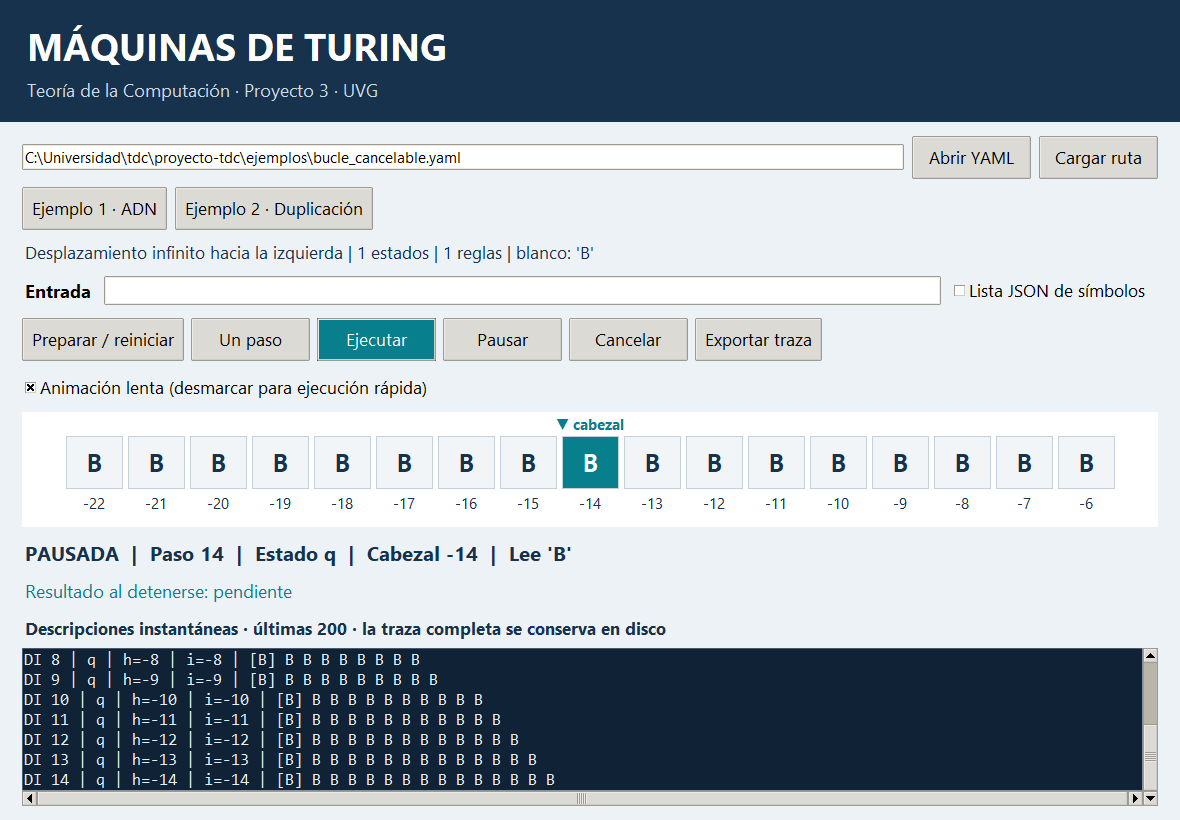 MÁQUINAS DE TURING
Teoría de la Computación · Proyecto 3 · UVG
C:\Universidad\tdc\proyecto-tdc\ejemplos\bucle_cancelable.yaml
Abrir YAML
Cargar ruta
Ejemplo 1 · ADN
Ejemplo 2 · Duplicación
Desplazamiento infinito hacia la izquierda | 1 estados | 1 reglas | blanco: 'B'
Entrada
Lista JSON de símbolos
Preparar / reiniciar
Un paso
Ejecutar
Pausar
Cancelar
Exportar traza
Animación lenta (desmarcar para ejecución rápida)
▼ cabezal
B B B B B B B B B B B B B B B B B
-22 -21 -20 -19 -18 -17 -16 -15 -14 -13 -12 -11 -10 -9 -8 -7 -6
PAUSADA | Paso 14 | Estado q | Cabezal -14 | Lee 'B'
Resultado al detenerse: pendiente
Descripciones instantáneas · últimas 200 · la traza completa se conserva en disco
DI 8 | q | h=-8 | i=-8 | [B] B B B B B B B B
DI 9 | q | h=-9 | i=-9 | [B] B B B B B B B B B
DI 10 | q | h=-10 | i=-10 | [B] B B B B B B B B B B
DI 11 | q | h=-11 | i=-11 | [B] B B B B B B B B B B B
DI 12 | q | h=-12 | i=-12 | [B] B B B B B B B B B B B B
DI 13 | q | h=-13 | i=-13 | [B] B B B B B B B B B B B B B
DI 14 | q | h=-14 | i=-14 | [B] B B B B B B B B B B B B B B